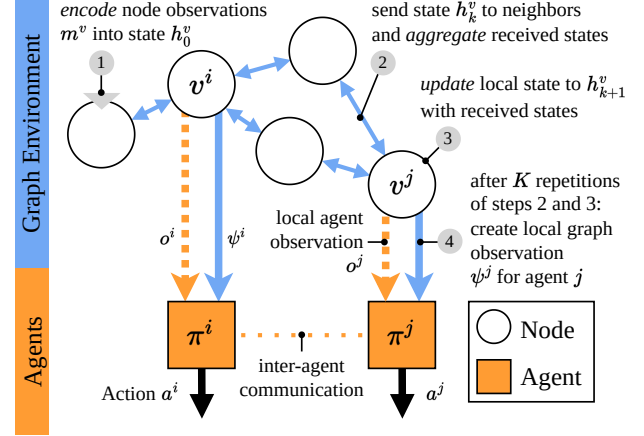 encode node observations
m^v into state h_0^v
send state h_k^v to neighbors
and aggregate received states
1
2
v^i
update local state to h_{k+1}^v
with received states
3
v^j
Graph Environment
after K repetitions
of steps 2 and 3:
create local graph
observation
ψ^j for agent j
local agent
observation
4
o^i
ψ^i
o^j
Agents
π^i
π^j
inter-agent
communication
Action a^i
a^j
Node
Agent